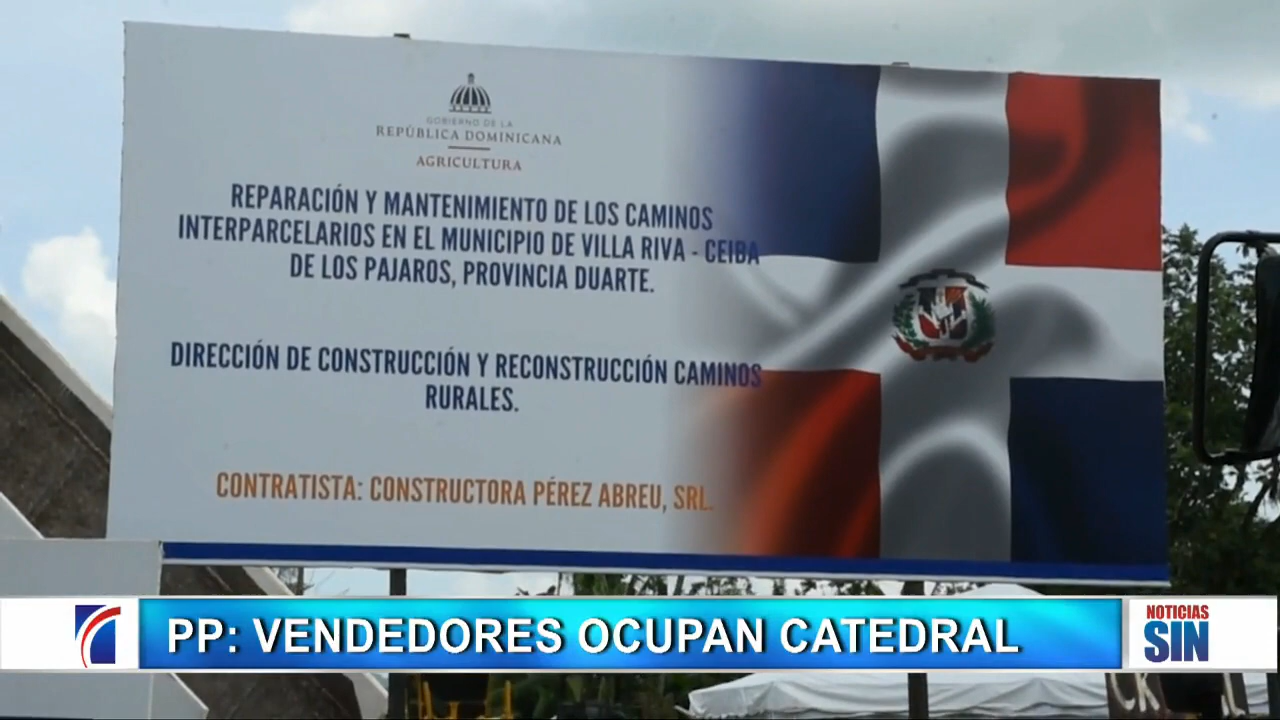 GOBIERNO DE LA
REPÚBLICA DOMINICANA
AGRICULTURA
REPARACIÓN Y MANTENIMIENTO DE LOS CAMINOS
INTERPARCELARIOS EN EL MUNICIPIO DE VILLA RIVA - CEIBA
DE LOS PAJAROS, PROVINCIA DUARTE.
DIRECCIÓN DE CONSTRUCCIÓN Y RECONSTRUCCIÓN CAMINOS
RURALES.
CONTRATISTA: CONSTRUCTORA PÉREZ ABREU, SRL.
PP: VENDEDORES OCUPAN CATEDRAL
NOTICIAS
SIN